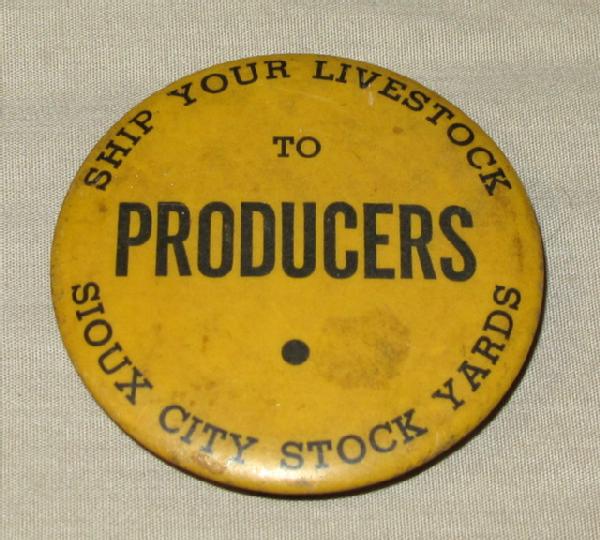 SHIP YOUR LIVESTOCK
TO
PRODUCERS
SIOUX CITY STOCK YARDS